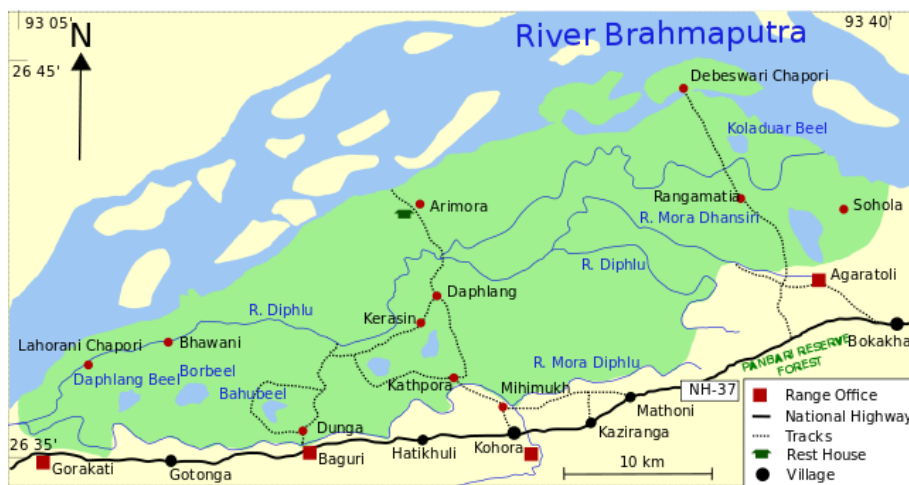 93 05'
93 40'
River Brahmaputra
N
26 45'
Debeswari Chapori
Koladuar Beel
Rangamatia
Sohola
Arimora
R. Mora Dhansiri
R. Diphlu
Agaratoli
Daphlang
R. Diphlu
Kerasin
Bokakha
Lahorani Chapori
Bhawani
PANBARI RESERVE
FOREST
R. Mora Diphlu
Daphlang Beel
Borbeel
Kathpora
Bahubeel
Mihimukh
NH-37
Mathoni
Dunga
26 35'
Kaziranga
Gorakati
Gotonga
Baguri
Hatikhuli
Kohora
10 km
Range Office
National Highway
Tracks
Rest House
Village